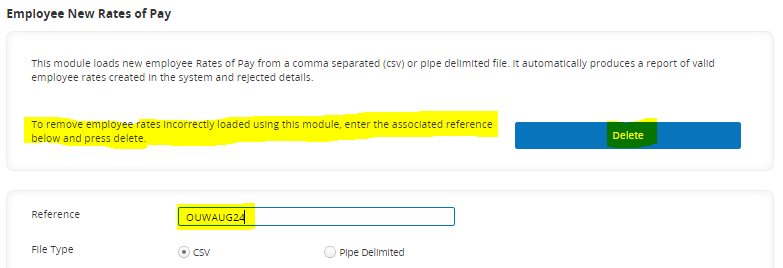 Employee New Rates of Pay
This module loads new employee Rates of Pay from a comma separated (csv) or pipe delimited file. It automatically produces a report of valid
employee rates created in the system and rejected details.
To remove employee rates incorrectly loaded using this module, enter the associated reference
below and press delete.
Delete
Reference
OUWAUG24
File Type
CSV
Pipe Delimited